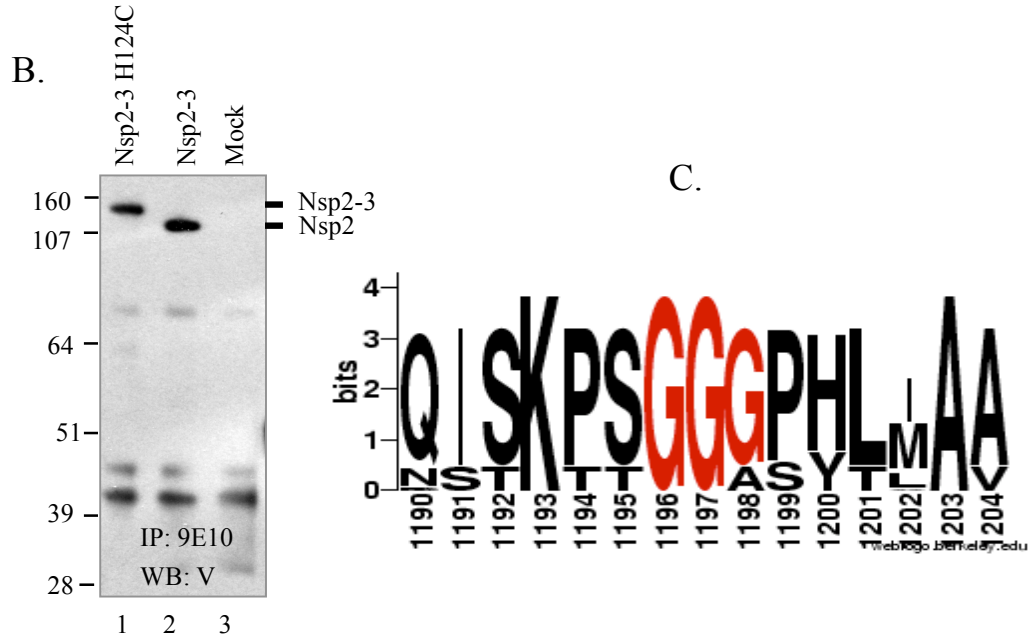 B.
Nsp2-3 H124C
Nsp2-3
Mock
160
107
64
51
39
28
Nsp2-3
Nsp2
IP: 9E10
WB: V
1 2 3
C.
bits
4
3
2
1
0
QISKPSGGGPHLIAA
M
NSTTTASYTLV
1190 1191 1192 1193 1194 1195 1196 1197 1198 1199 1200 1201 1202 1203 1204
weblogo.berkeley.edu